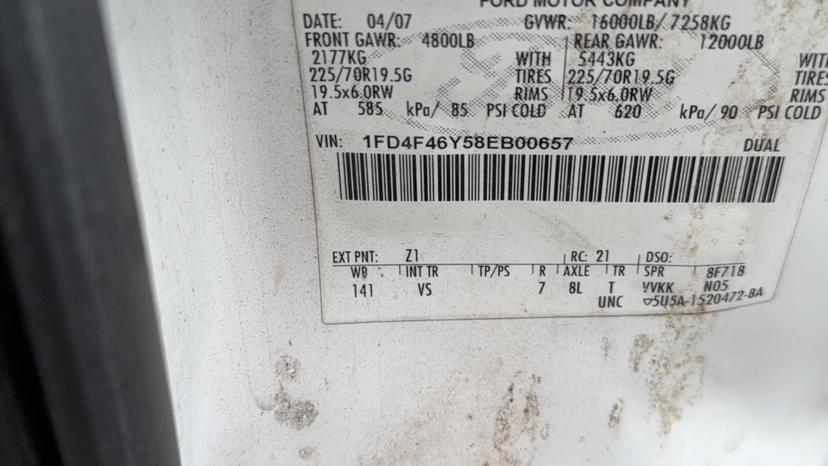 FORD MOTOR COMPANY
DATE: 04/07 GVWR: 16000LB/ 7258KG
FRONT GAWR: 4800LB REAR GAWR: 12000LB
2177KG WITH 5443KG WITH
225/70R19.5G TIRES 225/70R19.5G TIRES
19.5x6.0RW RIMS 19.5x6.0RW RIMS
AT 585 kPa/ 85 PSI COLD AT 620 kPa/ 90 PSI COLD
VIN: 1FD4F46Y58EB00657 DUAL
EXT PNT: Z1 RC: 21 DSO:
WB INT TR TP/PS R AXLE TR SPR 8F718
141 VS 7 8L T VVKK N05
UNC ▽5U5A-1520472-BA